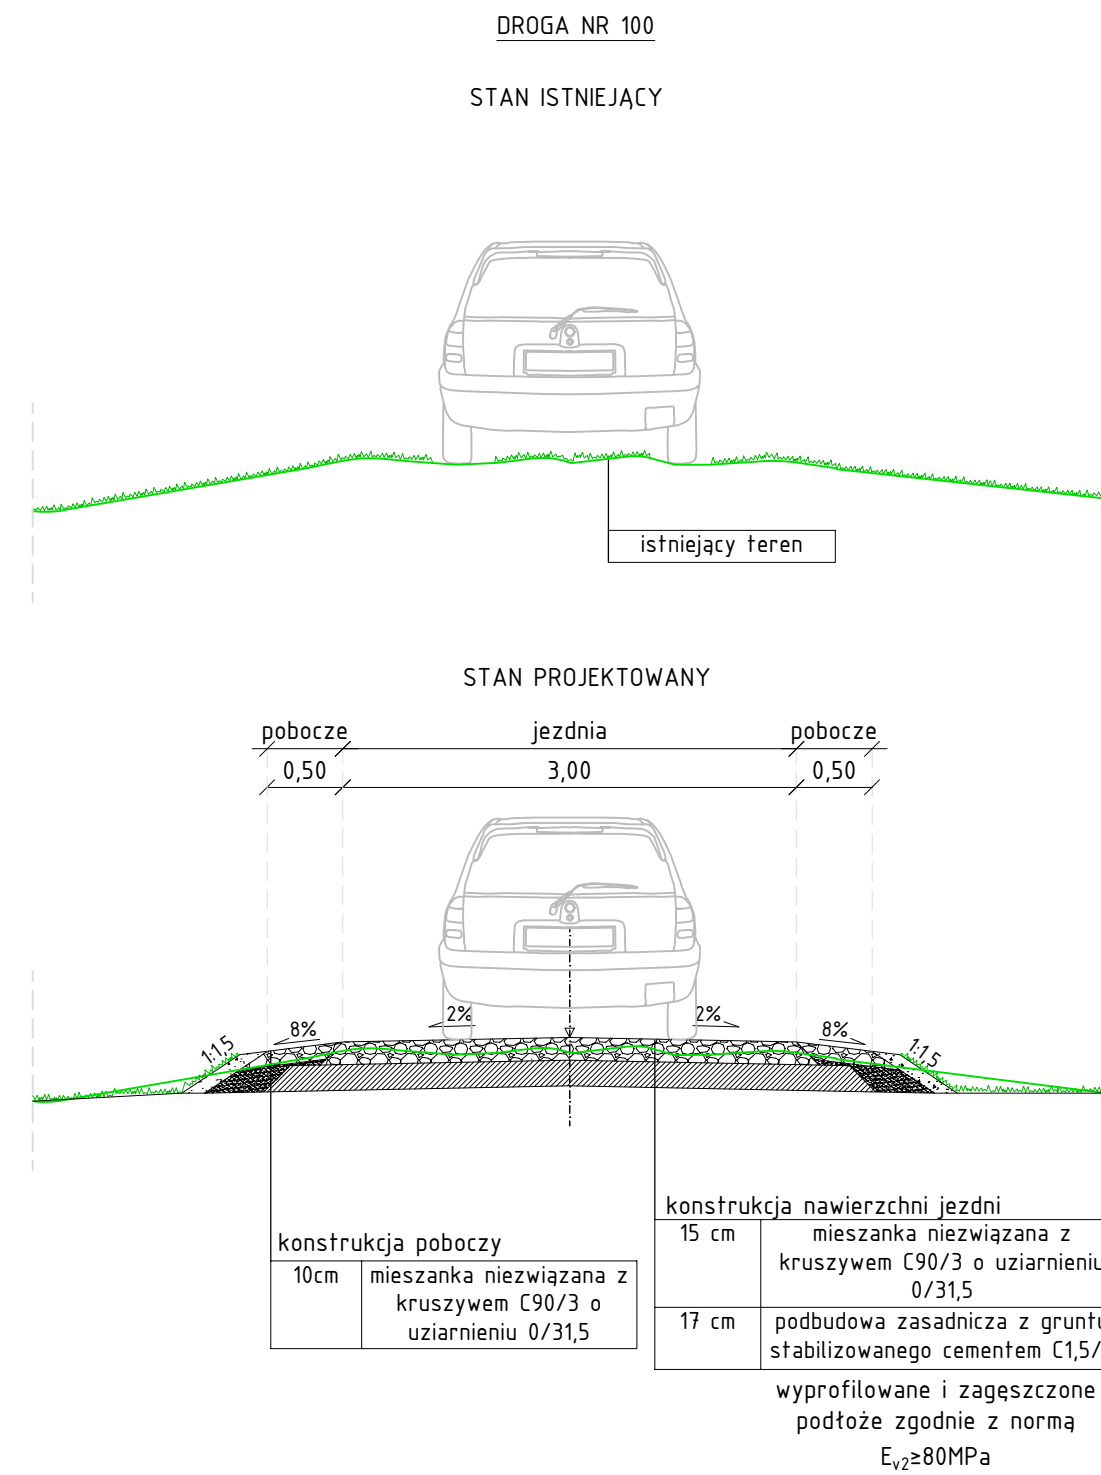 DROGA NR 100
STAN ISTNIEJĄCY
istniejący teren
STAN PROJEKTOWANY
pobocze jezdnia pobocze
0,50 3,00 0,50
2% 2%
8% 8%
1:1,5 1:1,5
konstrukcja nawierzchni jezdni
15 cm mieszanka niezwiązana z
kruszywem C90/3 o uziarnieniu
0/31,5
17 cm podbudowa zasadnicza z gruntu
stabilizowanego cementem C1,5/
wyprofilowane i zagęszczone
podłoże zgodnie z normą
Ev2≥80MPa
konstrukcja poboczy
10cm mieszanka niezwiązana z
kruszywem C90/3 o
uziarnieniu 0/31,5